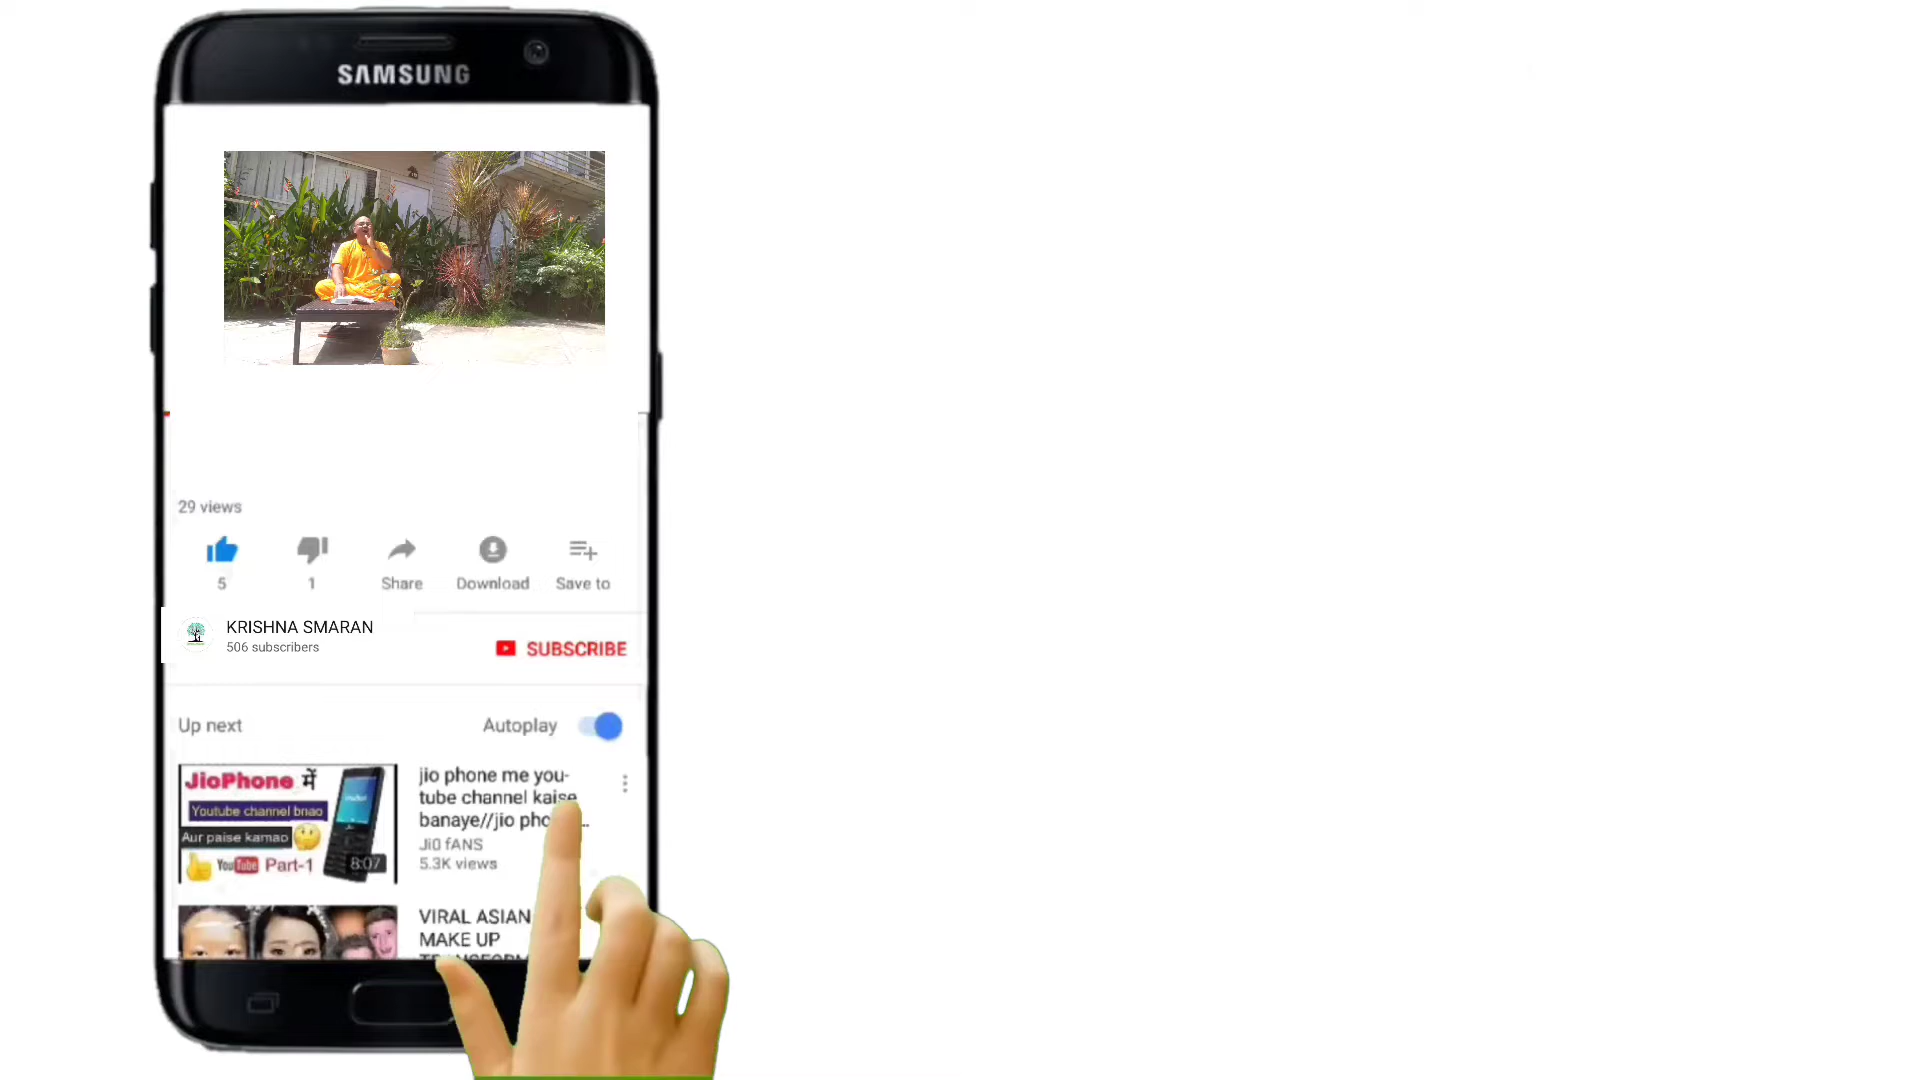 SAMSUNG
29 views
5
1
Share
Download
Save to
KRISHNA SMARAN
506 subscribers
SUBSCRIBE
Up next
Autoplay
JioPhone में
Youtube channel bnao
Aur paise kamao
YouTube Part-1
8:07
jio phone me you-
tube channel kaise
banaye//jio pho
...
Ji0 fANS
5.3K views
VIRAL ASIAN
MAKE UP